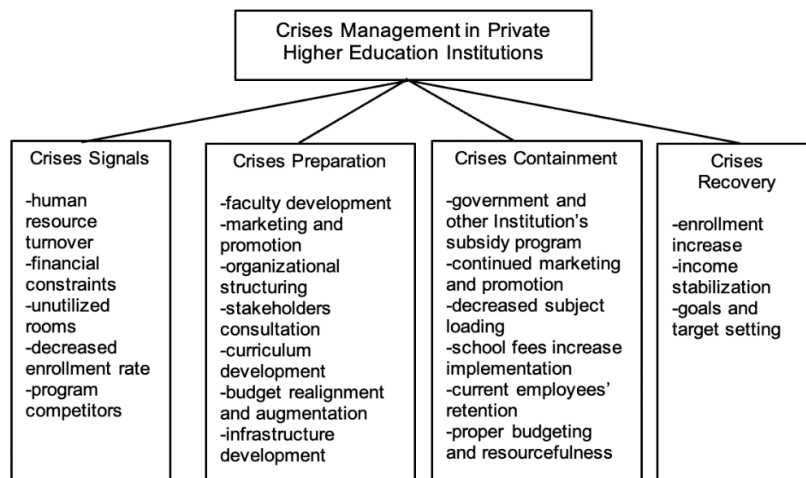 Crises Management in Private
Higher Education Institutions
Crises Signals
-human
resource
turnover
-financial
constraints
-unutilized
rooms
-decreased
enrollment rate
-program
competitors
Crises Preparation
-faculty development
-marketing and
promotion
-organizational
structuring
-stakeholders
consultation
-curriculum
development
-budget realignment
and augmentation
-infrastructure
development
Crises Containment
-government and
other Institution's
subsidy program
-continued marketing
and promotion
-decreased subject
loading
-school fees increase
implementation
-current employees'
retention
-proper budgeting
and resourcefulness
Crises
Recovery
-enrollment
increase
-income
stabilization
-goals and
target setting